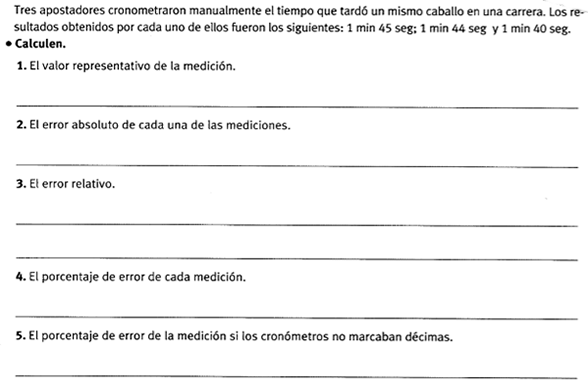 Tres apostadores cronometraron manualmente el tiempo que tardó un mismo caballo en una carrera. Los re-
sultados obtenidos por cada uno de ellos fueron los siguientes: 1 min 45 seg; 1 min 44 seg y 1 min 40 seg.
• Calculen.
1. El valor representativo de la medición.
2. El error absoluto de cada una de las mediciones.
3. El error relativo.
4. El porcentaje de error de cada medición.
5. El porcentaje de error de la medición si los cronómetros no marcaban décimas.